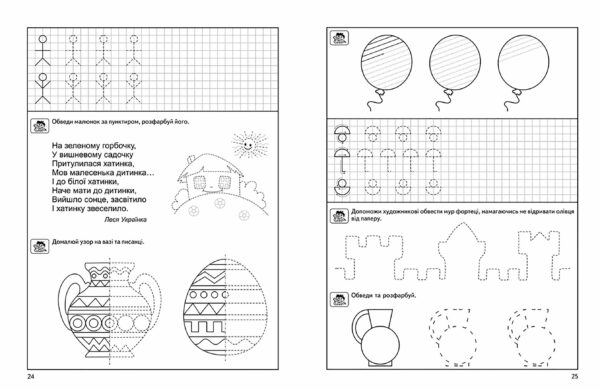 Обведи малюнок за пунктиром, розфарбуй його.
На зеленому горбочку,
У вишневому садочку
Притулилася хатинка,
Мов малесенька дитинка...
І до білої хатинки,
Наче мати до дитинки,
Вийшло сонце, засвітило
І хатинку звеселило.
Леся Українка
Домалюй узор на вазі та писанці.
24
Допоможи художникові обвести мур фортеці, намагаючись не відривати олівця
від паперу.
Обведи та розфарбуй.
25